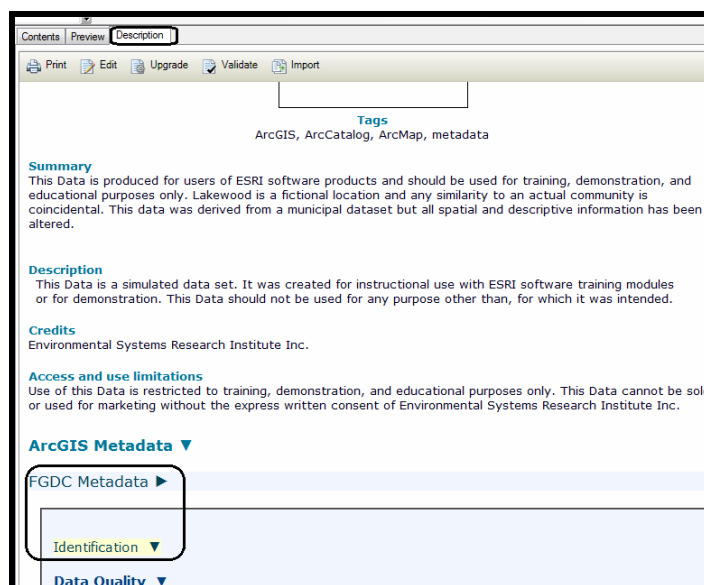 Contents Preview Description
Print Edit Upgrade Validate Import
Tags
ArcGIS, ArcCatalog, ArcMap, metadata
Summary
This Data is produced for users of ESRI software products and should be used for training, demonstration, and
educational purposes only. Lakewood is a fictional location and any similarity to an actual community is
coincidental. This data was derived from a municipal dataset but all spatial and descriptive information has been
altered.
Description
This Data is a simulated data set. It was created for instructional use with ESRI software training modules
or for demonstration. This Data should not be used for any purpose other than, for which it was intended.
Credits
Environmental Systems Research Institute Inc.
Access and use limitations
Use of this Data is restricted to training, demonstration, and educational purposes only. This Data cannot be sol
or used for marketing without the express written consent of Environmental Systems Research Institute Inc.
ArcGIS Metadata ▼
FGDC Metadata ►
Identification ▼
Data Quality ▼